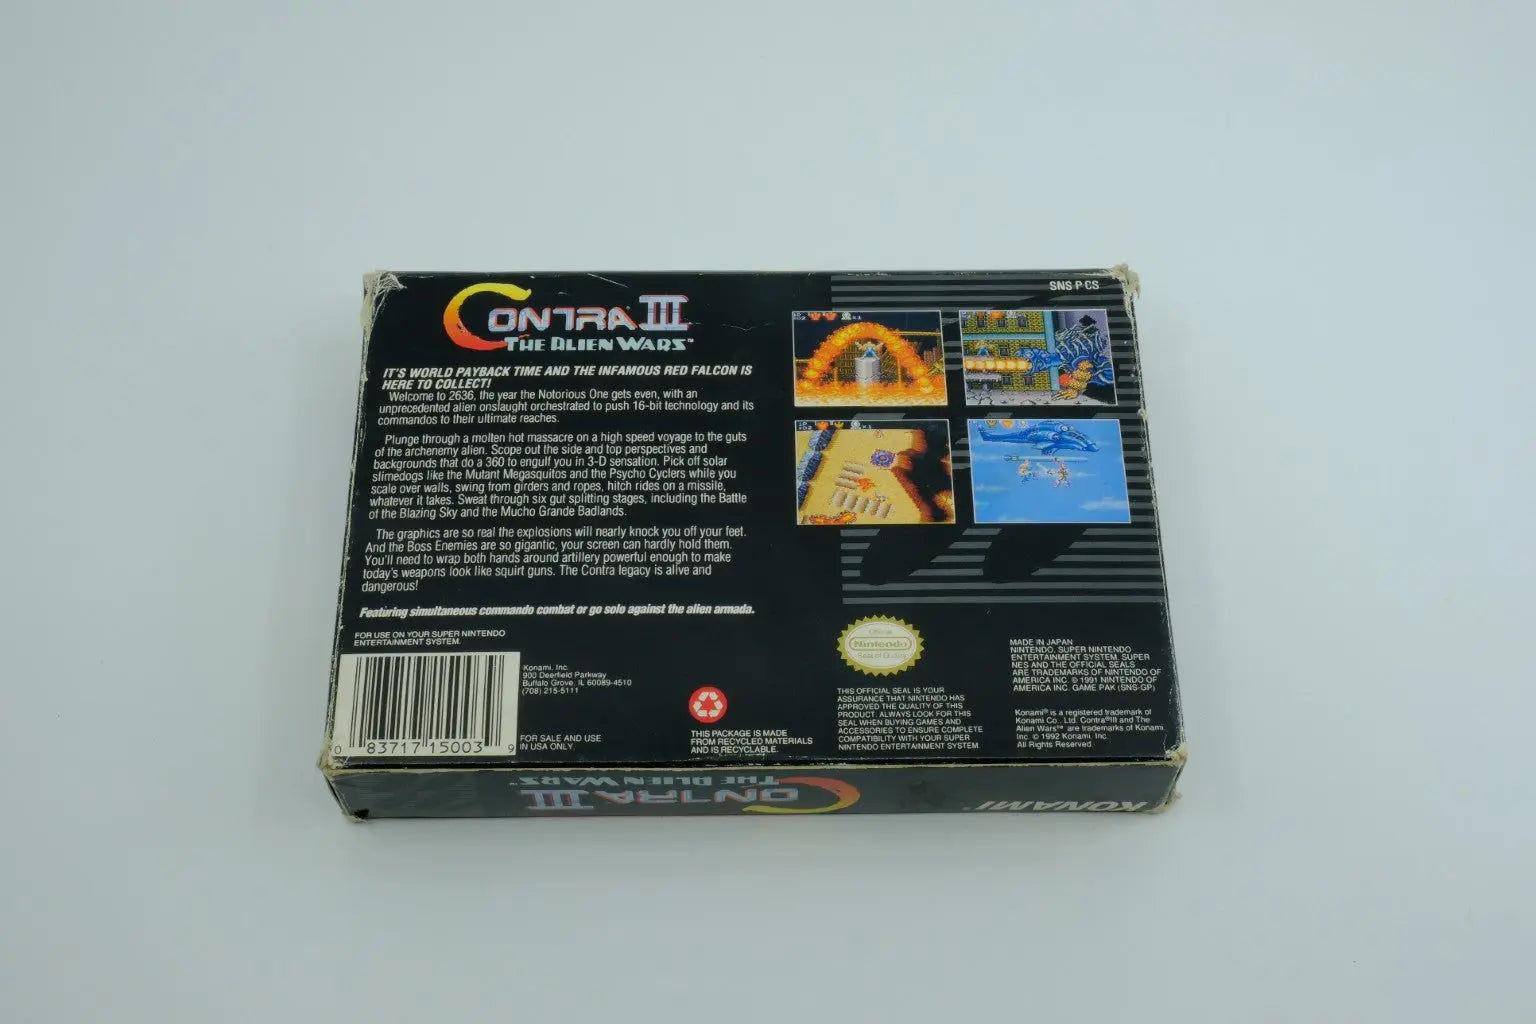 SNS P CS
CONTRA III
THE ALIEN WARS™
IT'S WORLD PAYBACK TIME AND THE INFAMOUS RED FALCON IS
HERE TO COLLECT!
Welcome to 2636, the year the Notorious One gets even, with an
unprecedented alien onslaught orchestrated to push 16-bit technology and its
commandos to their ultimate reaches.
Plunge through a molten hot massacre on a high speed voyage to the guts
of the archenemy alien. Scope out the side and top perspectives and
backgrounds that do a 360 to engulf you in 3-D sensation. Pick off solar
slimedogs like the Mutant Megasquitos and the Psycho Cyclers while you
scale over walls, swing from girders and ropes, hitch rides on a missile,
whatever it takes. Sweat through six gut splitting stages, including the Battle
of the Blazing Sky and the Mucho Grande Badlands.
The graphics are so real the explosions will nearly knock you off your feet.
And the Boss Enemies are so gigantic, your screen can hardly hold them.
You'll need to wrap both hands around artillery powerful enough to make
today's weapons look like squirt guns. The Contra legacy is alive and
dangerous!
Featuring simultaneous commando combat or go solo against the alien armada.
FOR USE ON YOUR SUPER NINTENDO
ENTERTAINMENT SYSTEM.
Konami, Inc.
900 Deerfield Parkway
Buffalo Grove, IL 60089-4510
(708) 215-5111
FOR SALE AND USE
IN USA ONLY.
0 83717 15003 9
THIS PACKAGE IS MADE
FROM RECYCLED MATERIALS
AND IS RECYCLABLE.
Official
Nintendo
Seal of Quality
THIS OFFICIAL SEAL IS YOUR
ASSURANCE THAT NINTENDO HAS
APPROVED THE QUALITY OF THIS
PRODUCT. ALWAYS LOOK FOR THIS
SEAL WHEN BUYING GAMES AND
ACCESSORIES TO ENSURE COMPLETE
COMPATIBILITY WITH YOUR SUPER
NINTENDO ENTERTAINMENT SYSTEM.
MADE IN JAPAN
NINTENDO, SUPER NINTENDO
ENTERTAINMENT SYSTEM, SUPER
NES AND THE OFFICIAL SEALS
ARE TRADEMARKS OF NINTENDO OF
AMERICA INC. © 1991 NINTENDO OF
AMERICA INC. GAME PAK (SNS-GP)
Konami® is a registered trademark of
Konami Co., Ltd. Contra®III and The
Alien Wars™ are trademarks of Konami,
Inc. © 1992 Konami, Inc.
All Rights Reserved.
CONTRA III
THE ALIEN WARS™
KONAMI®